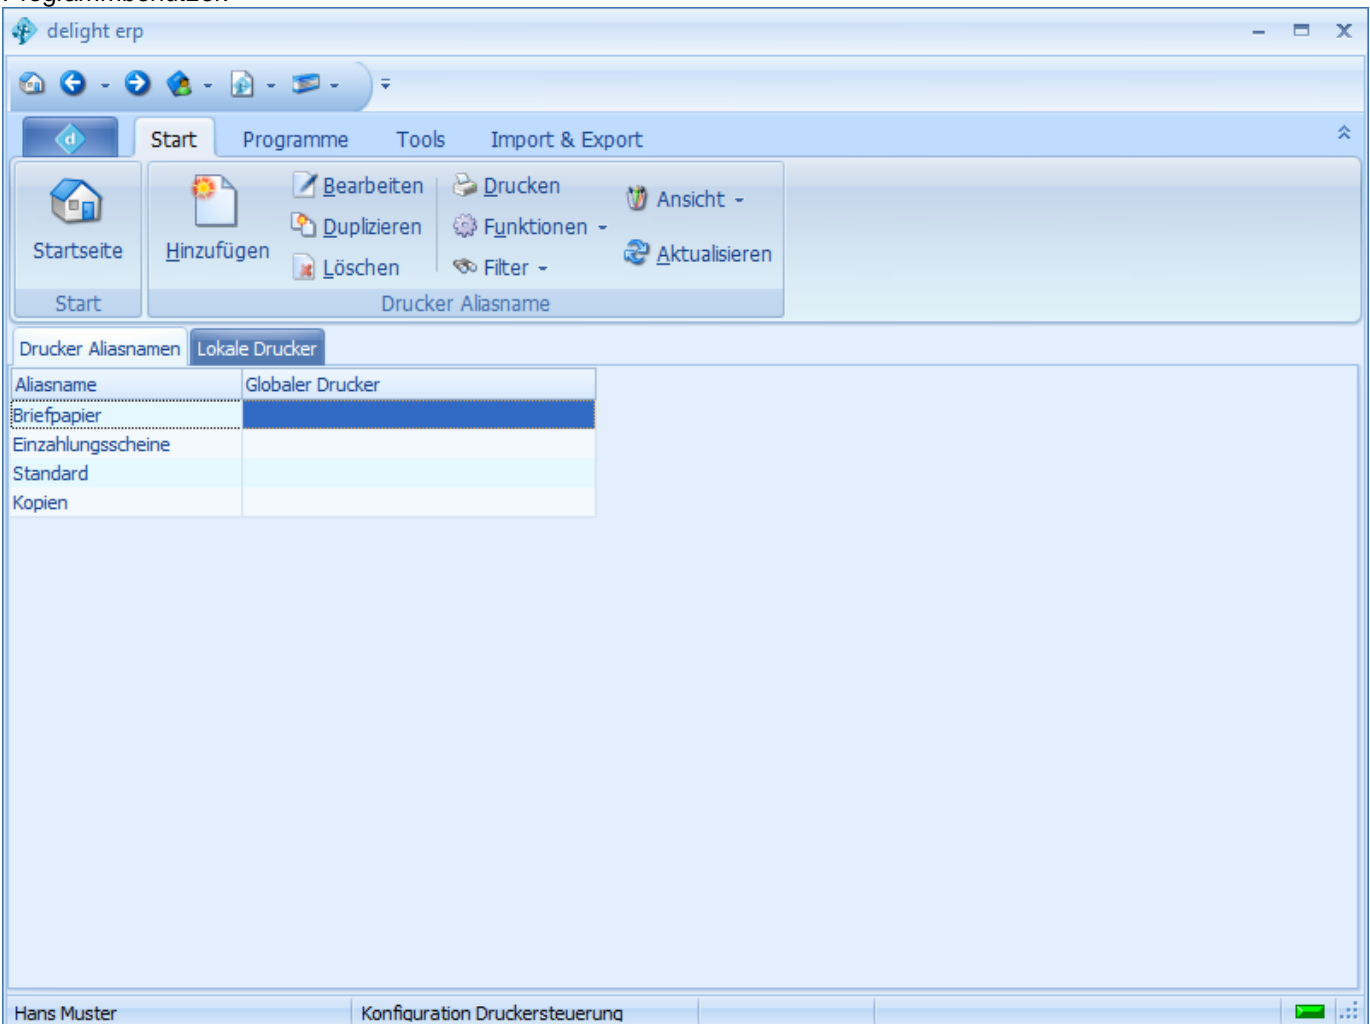 Programmbenutzer.
delight erp
Start Programme Tools Import & Export
Startseite
Hinzufügen
Bearbeiten
Duplizieren
Löschen
Drucken
Funktionen
Filter
Ansicht
Aktualisieren
Start
Drucker Aliasname
Drucker Aliasnamen Lokale Drucker
Aliasname Globaler Drucker
Briefpapier
Einzahlungsscheine
Standard
Kopien
Hans Muster Konfiguration Druckersteuerung